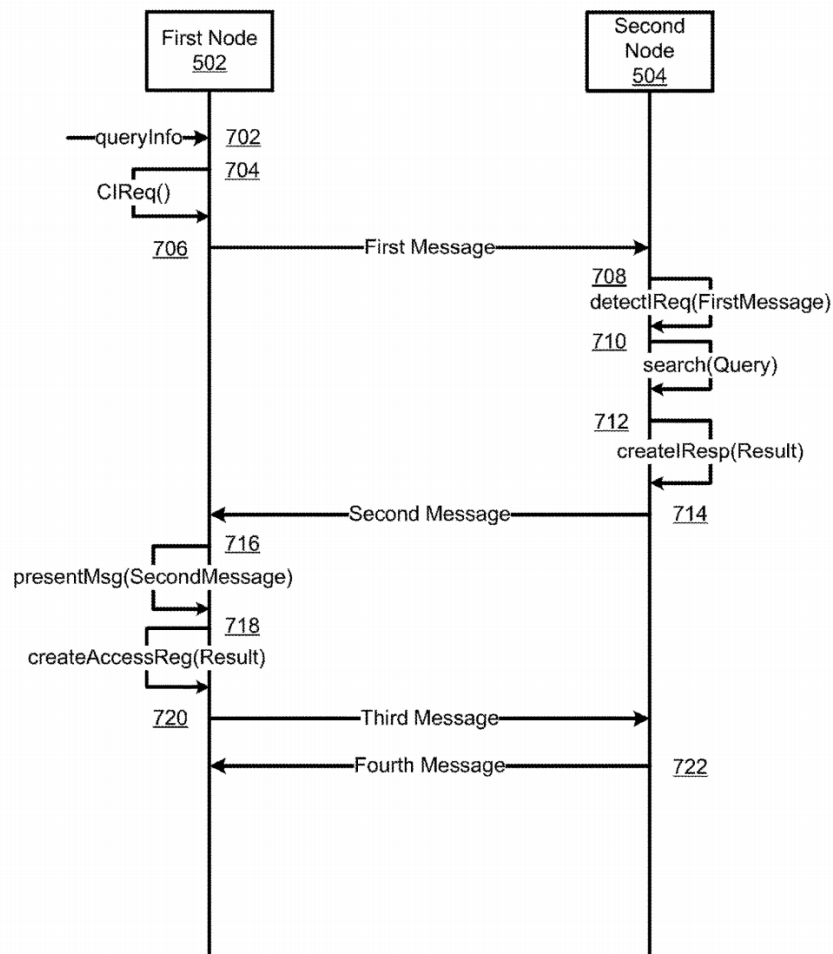 First Node
502
Second
Node
504
queryInfo
702
704
CIReq()
706
First Message
708
detectIReq(FirstMessage)
710
search(Query)
712
createIResp(Result)
Second Message
714
716
presentMsg(SecondMessage)
718
createAccessReg(Result)
720
Third Message
Fourth Message
722